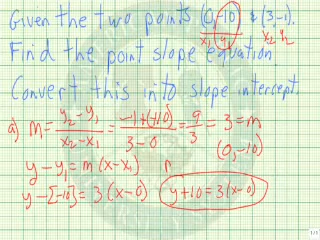 Given the two points (0,-10) & (3-1).
x₁ y₁ x₂ y₂
Find the point slope equation
Convert this into slope intercept.
a) m = y₂-y₁/x₂-x₁ = -1+(+10)/3-0 = 9/3 = 3 = m
(0,-10)
y-y₁ = m(x-x₁)
y-[-10] = 3(x-0) y+10=3(x-0)